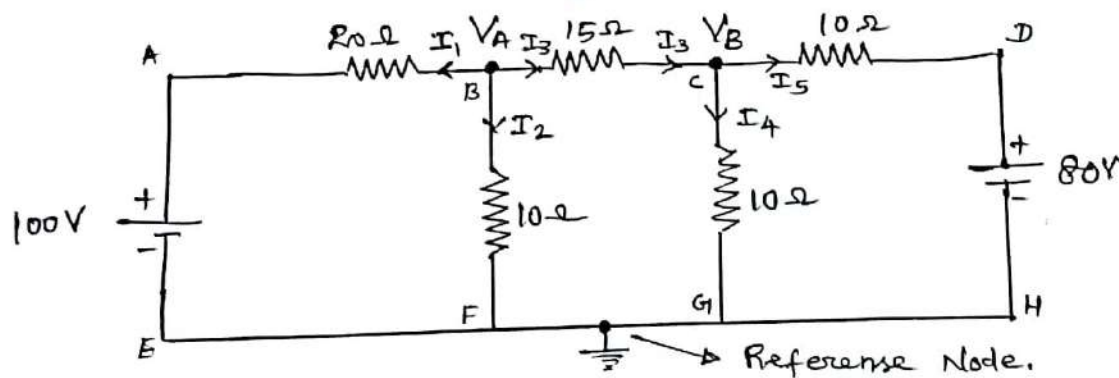 20Ω I1 VA I3 15Ω I3 VB 10Ω
A B C I5 D
I2 I4
100V + - 10Ω 10Ω + - 80V
E F G H
Referense Node.